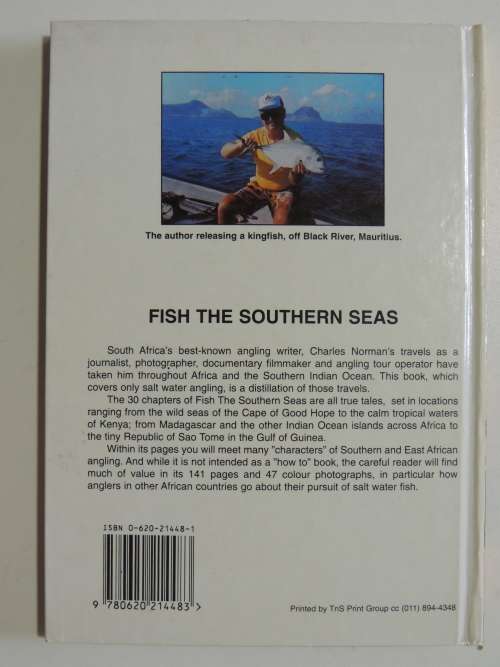 The author releasing a kingfish, off Black River, Mauritius.
FISH THE SOUTHERN SEAS
South Africa's best-known angling writer, Charles Norman's travels as a
journalist, photographer, documentary filmmaker and angling tour operator have
taken him throughout Africa and the Southern Indian Ocean. This book, which
covers only salt water angling, is a distillation of those travels.
The 30 chapters of Fish The Southern Seas are all true tales, set in locations
ranging from the wild seas of the Cape of Good Hope to the calm tropical waters
of Kenya; from Madagascar and the other Indian Ocean islands across Africa to
the tiny Republic of Sao Tome in the Gulf of Guinea.
Within its pages you will meet many "characters" of Southern and East African
angling. And while it is not intended as a "how to" book, the careful reader will find
much of value in its 141 pages and 47 colour photographs, in particular how
anglers in other African countries go about their pursuit of salt water fish.
ISBN 0-620-21448-1
9 780620 214483 >
Printed by TnS Print Group cc (011) 894-4348